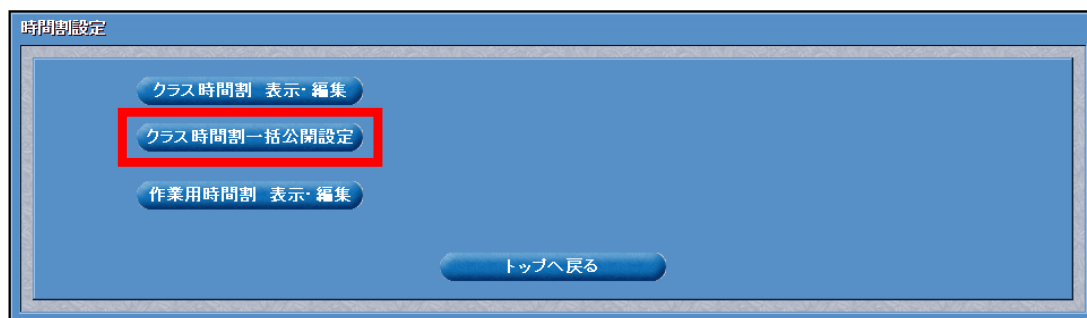 時間割設定
クラス時間割 表示・編集
クラス時間割一括公開設定
作業用時間割 表示・編集
トップへ戻る